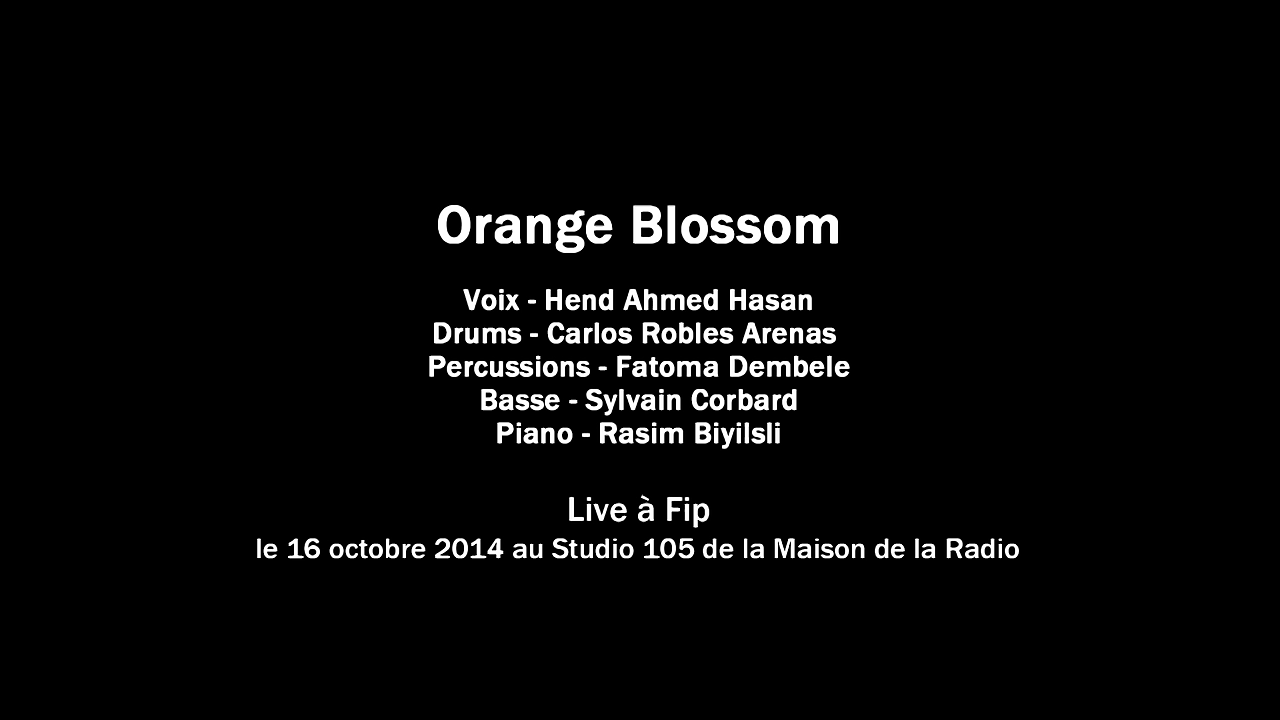 Orange Blossom
Voix - Hend Ahmed Hasan
Drums - Carlos Robles Arenas
Percussions - Fatoma Dembele
Basse - Sylvain Corbard
Piano - Rasim Biyilsli
Live à Fip
le 16 octobre 2014 au Studio 105 de la Maison de la Radio